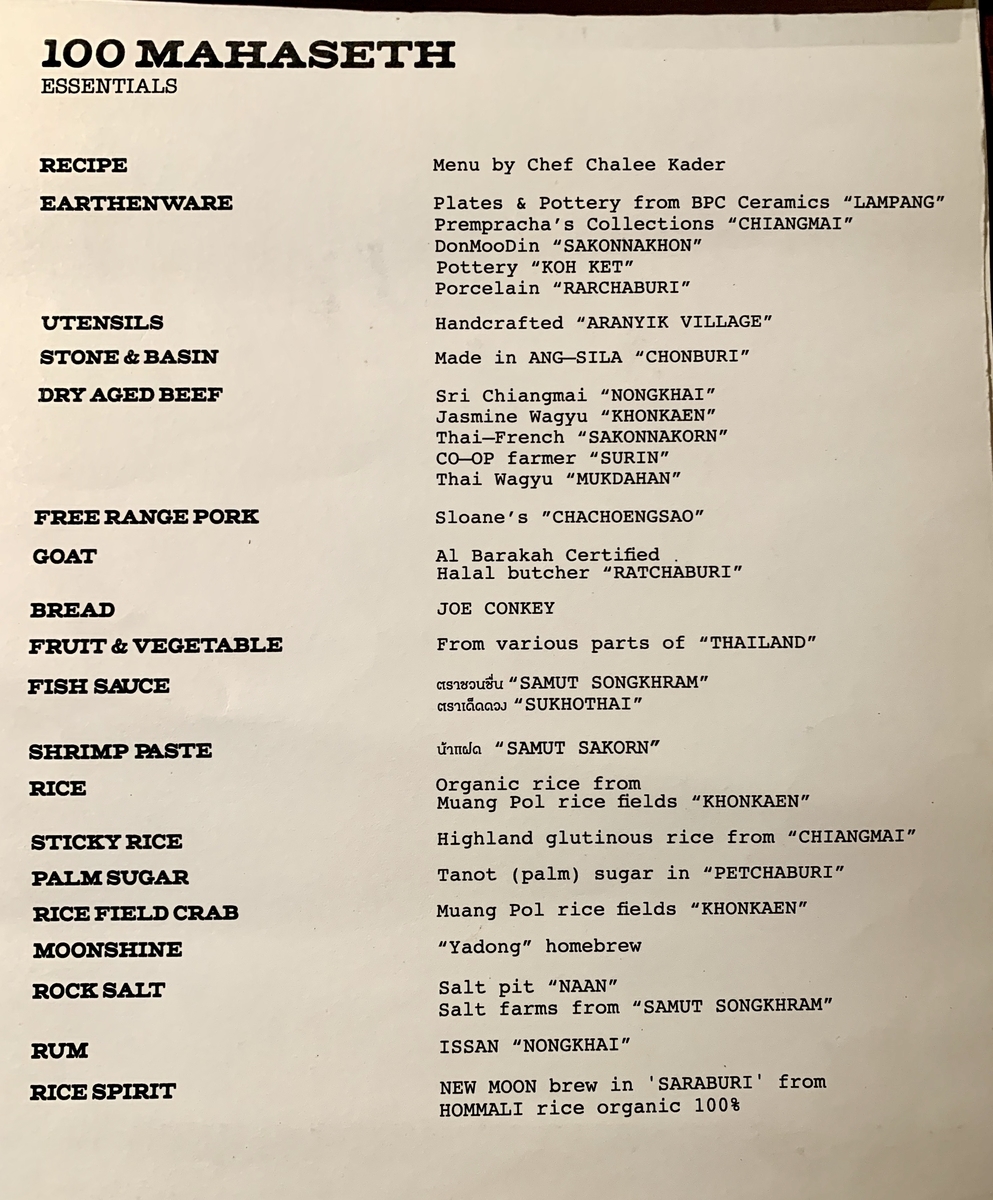 100 MAHASETH
ESSENTIALS
RECIPE Menu by Chef Chalee Kader
EARTHENWARE Plates & Pottery from BPC Ceramics “LAMPANG”
Prempracha’s Collections “CHIANGMAI”
DonMooDin “SAKONNAKHON”
Pottery “KOH KET”
Porcelain “RARCHABURI”
UTENSILS Handcrafted “ARANYIK VILLAGE”
STONE & BASIN Made in ANG—SILA “CHONBURI”
DRY AGED BEEF Sri Chiangmai “NONGKHAI”
Jasmine Wagyu “KHONKAEN”
Thai—French “SAKONNAKORN”
CO—OP farmer “SURIN”
Thai Wagyu “MUKDAHAN”
FREE RANGE PORK Sloane’s ”CHACHOENGSAO”
GOAT Al Barakah Certified
Halal butcher “RATCHABURI”
BREAD JOE CONKEY
FRUIT & VEGETABLE From various parts of “THAILAND”
FISH SAUCE ตราชวนชื่น “SAMUT SONGKHRAM”
ตราเด็ดดวง “SUKHOTHAI”
SHRIMP PASTE น้าแฝด “SAMUT SAKORN”
RICE Organic rice from
Muang Pol rice fields “KHONKAEN”
STICKY RICE Highland glutinous rice from “CHIANGMAI”
PALM SUGAR Tanot (palm) sugar in “PETCHABURI”
RICE FIELD CRAB Muang Pol rice fields “KHONKAEN”
MOONSHINE “Yadong” homebrew
ROCK SALT Salt pit “NAAN”
Salt farms from “SAMUT SONGKHRAM”
RUM ISSAN “NONGKHAI”
RICE SPIRIT NEW MOON brew in 'SARABURI' from
HOMMALI rice organic 100%